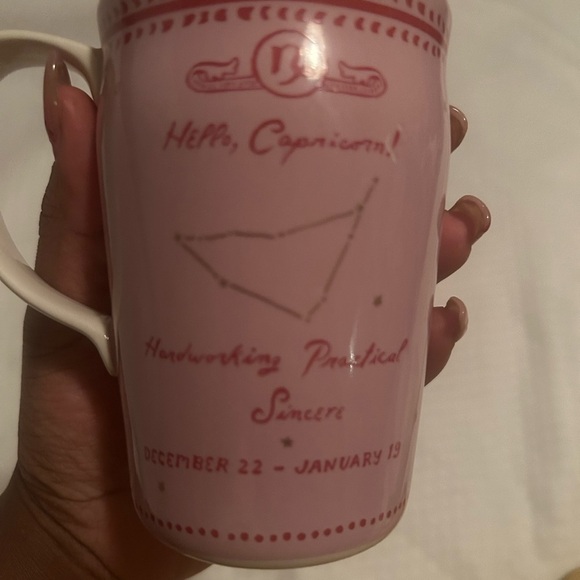 Hello, Capricorn!
Hardworking Practical
Sincere
DECEMBER 22 - JANUARY 19